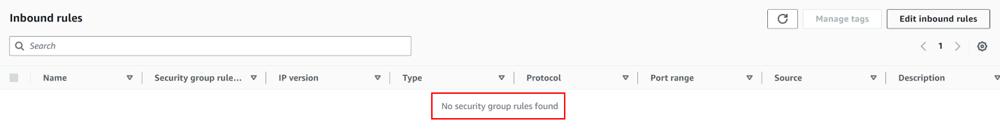 Inbound rules
Manage tags
Edit inbound rules
Search
1
Name
Security group rule...
IP version
Type
Protocol
Port range
Source
Description
No security group rules found